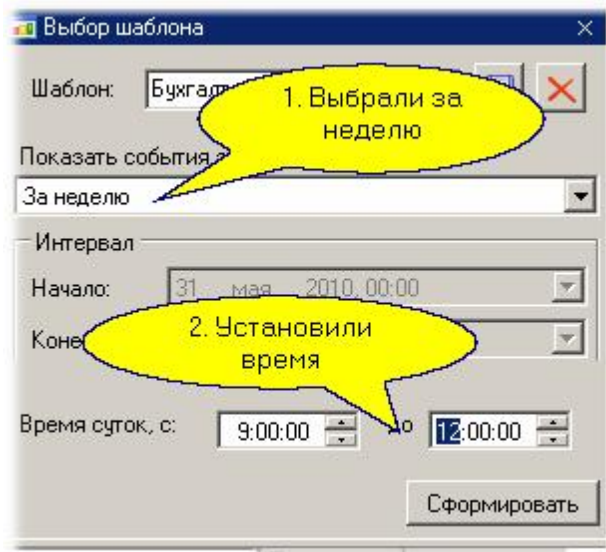 Выбор шаблона
Шаблон:
1. Выбрали за
неделю
Показать события
За неделю
Интервал
Начало: 31 мая 2010, 00:00
2. Установили
время
Время суток, с: 9:00:00 до 12:00:00
Сформировать